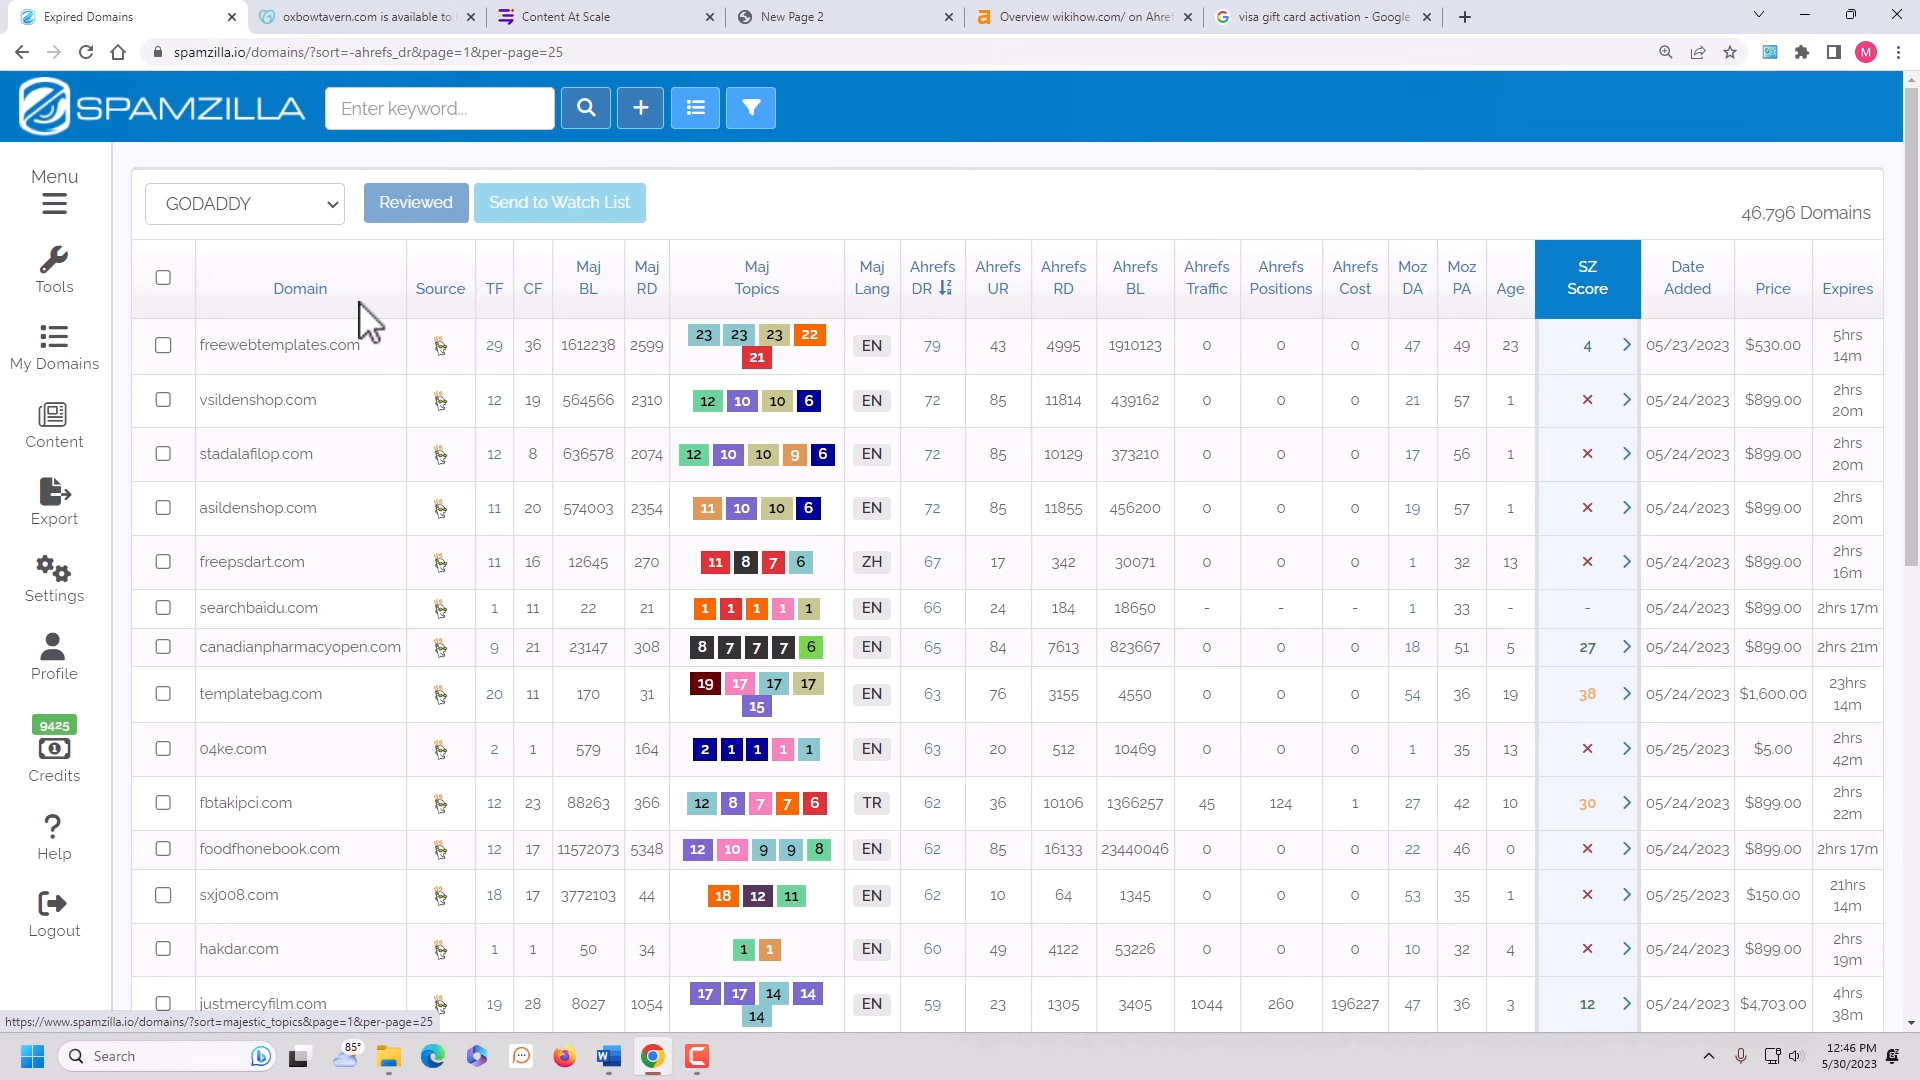 Expired Domains
oxbowtavern.com is available to
Content At Scale
New Page 2
Overview wikihow.com/ on Ahre
visa gift card activation - Google
spamzilla.io/domains/?sort=-ahrefs_dr&page=1&per-page=25
M
SPAMZILLA
Enter keyword...
Menu
Tools
My Domains
Content
Export
Settings
Profile
9425
Credits
Help
Logout
GODADDY
Reviewed
Send to Watch List
46,796 Domains
Domain Source TF CF Maj BL Maj RD Maj Topics Maj Lang Ahrefs DR Ahrefs UR Ahrefs RD Ahrefs BL Ahrefs Traffic Ahrefs Positions Ahrefs Cost Moz DA Moz PA Age SZ Score Date Added Price Expires
freewebtemplates.com 29 36 1612238 2599 23 23 23 22 21 EN 79 43 4995 1910123 0 0 0 47 49 23 4 05/23/2023 $530.00 5hrs 14m
vsildenshop.com 12 19 564566 2310 12 10 10 6 EN 72 85 11814 439162 0 0 0 21 57 1 × 05/24/2023 $899.00 2hrs 20m
stadalafilop.com 12 8 636578 2074 12 10 10 9 6 EN 72 85 10129 373210 0 0 0 17 56 1 × 05/24/2023 $899.00 2hrs 20m
asildenshop.com 11 20 574003 2354 11 10 10 6 EN 72 85 11855 456200 0 0 0 19 57 1 × 05/24/2023 $899.00 2hrs 20m
freepsdart.com 11 16 12645 270 11 8 7 6 ZH 67 17 342 30071 0 0 0 1 32 13 × 05/24/2023 $899.00 2hrs 16m
searchbaidu.com 1 11 22 21 1 1 1 1 1 EN 66 24 184 18650 - - - 1 33 - - 05/24/2023 $899.00 2hrs 17m
canadianpharmacyopen.com 9 21 23147 308 8 7 7 7 6 EN 65 84 7613 823667 0 0 0 18 51 5 27 05/24/2023 $899.00 2hrs 21m
templatebag.com 20 11 170 31 19 17 17 17 15 EN 63 76 3155 4550 0 0 0 54 36 19 38 05/24/2023 $1,600.00 23hrs 14m
04ke.com 2 1 579 164 2 1 1 1 1 EN 63 20 512 10469 0 0 0 1 35 13 × 05/25/2023 $5.00 2hrs 42m
fbtakipci.com 12 23 88263 366 12 8 7 7 6 TR 62 36 10106 1366257 45 124 1 27 42 10 30 05/24/2023 $899.00 2hrs 22m
foodfhonebook.com 12 17 11572073 5348 12 10 9 9 8 EN 62 85 16133 23440046 0 0 0 22 46 0 × 05/24/2023 $899.00 2hrs 17m
sxj008.com 18 17 3772103 44 18 12 11 EN 62 10 64 1345 0 0 0 53 35 1 × 05/25/2023 $150.00 21hrs 14m
hakdar.com 1 1 50 34 1 1 EN 60 49 4122 53226 0 0 0 10 32 4 × 05/24/2023 $899.00 2hrs 19m
justmercyfilm.com 19 28 8027 1054 17 17 14 14 14 EN 59 23 1305 3405 1044 260 196227 47 36 3 12 05/24/2023 $4,703.00 4hrs 38m
https://www.spamzilla.io/domains/?sort=majestic_topics&page=1&per-page=25
Search
85°
12:46 PM
5/30/2023